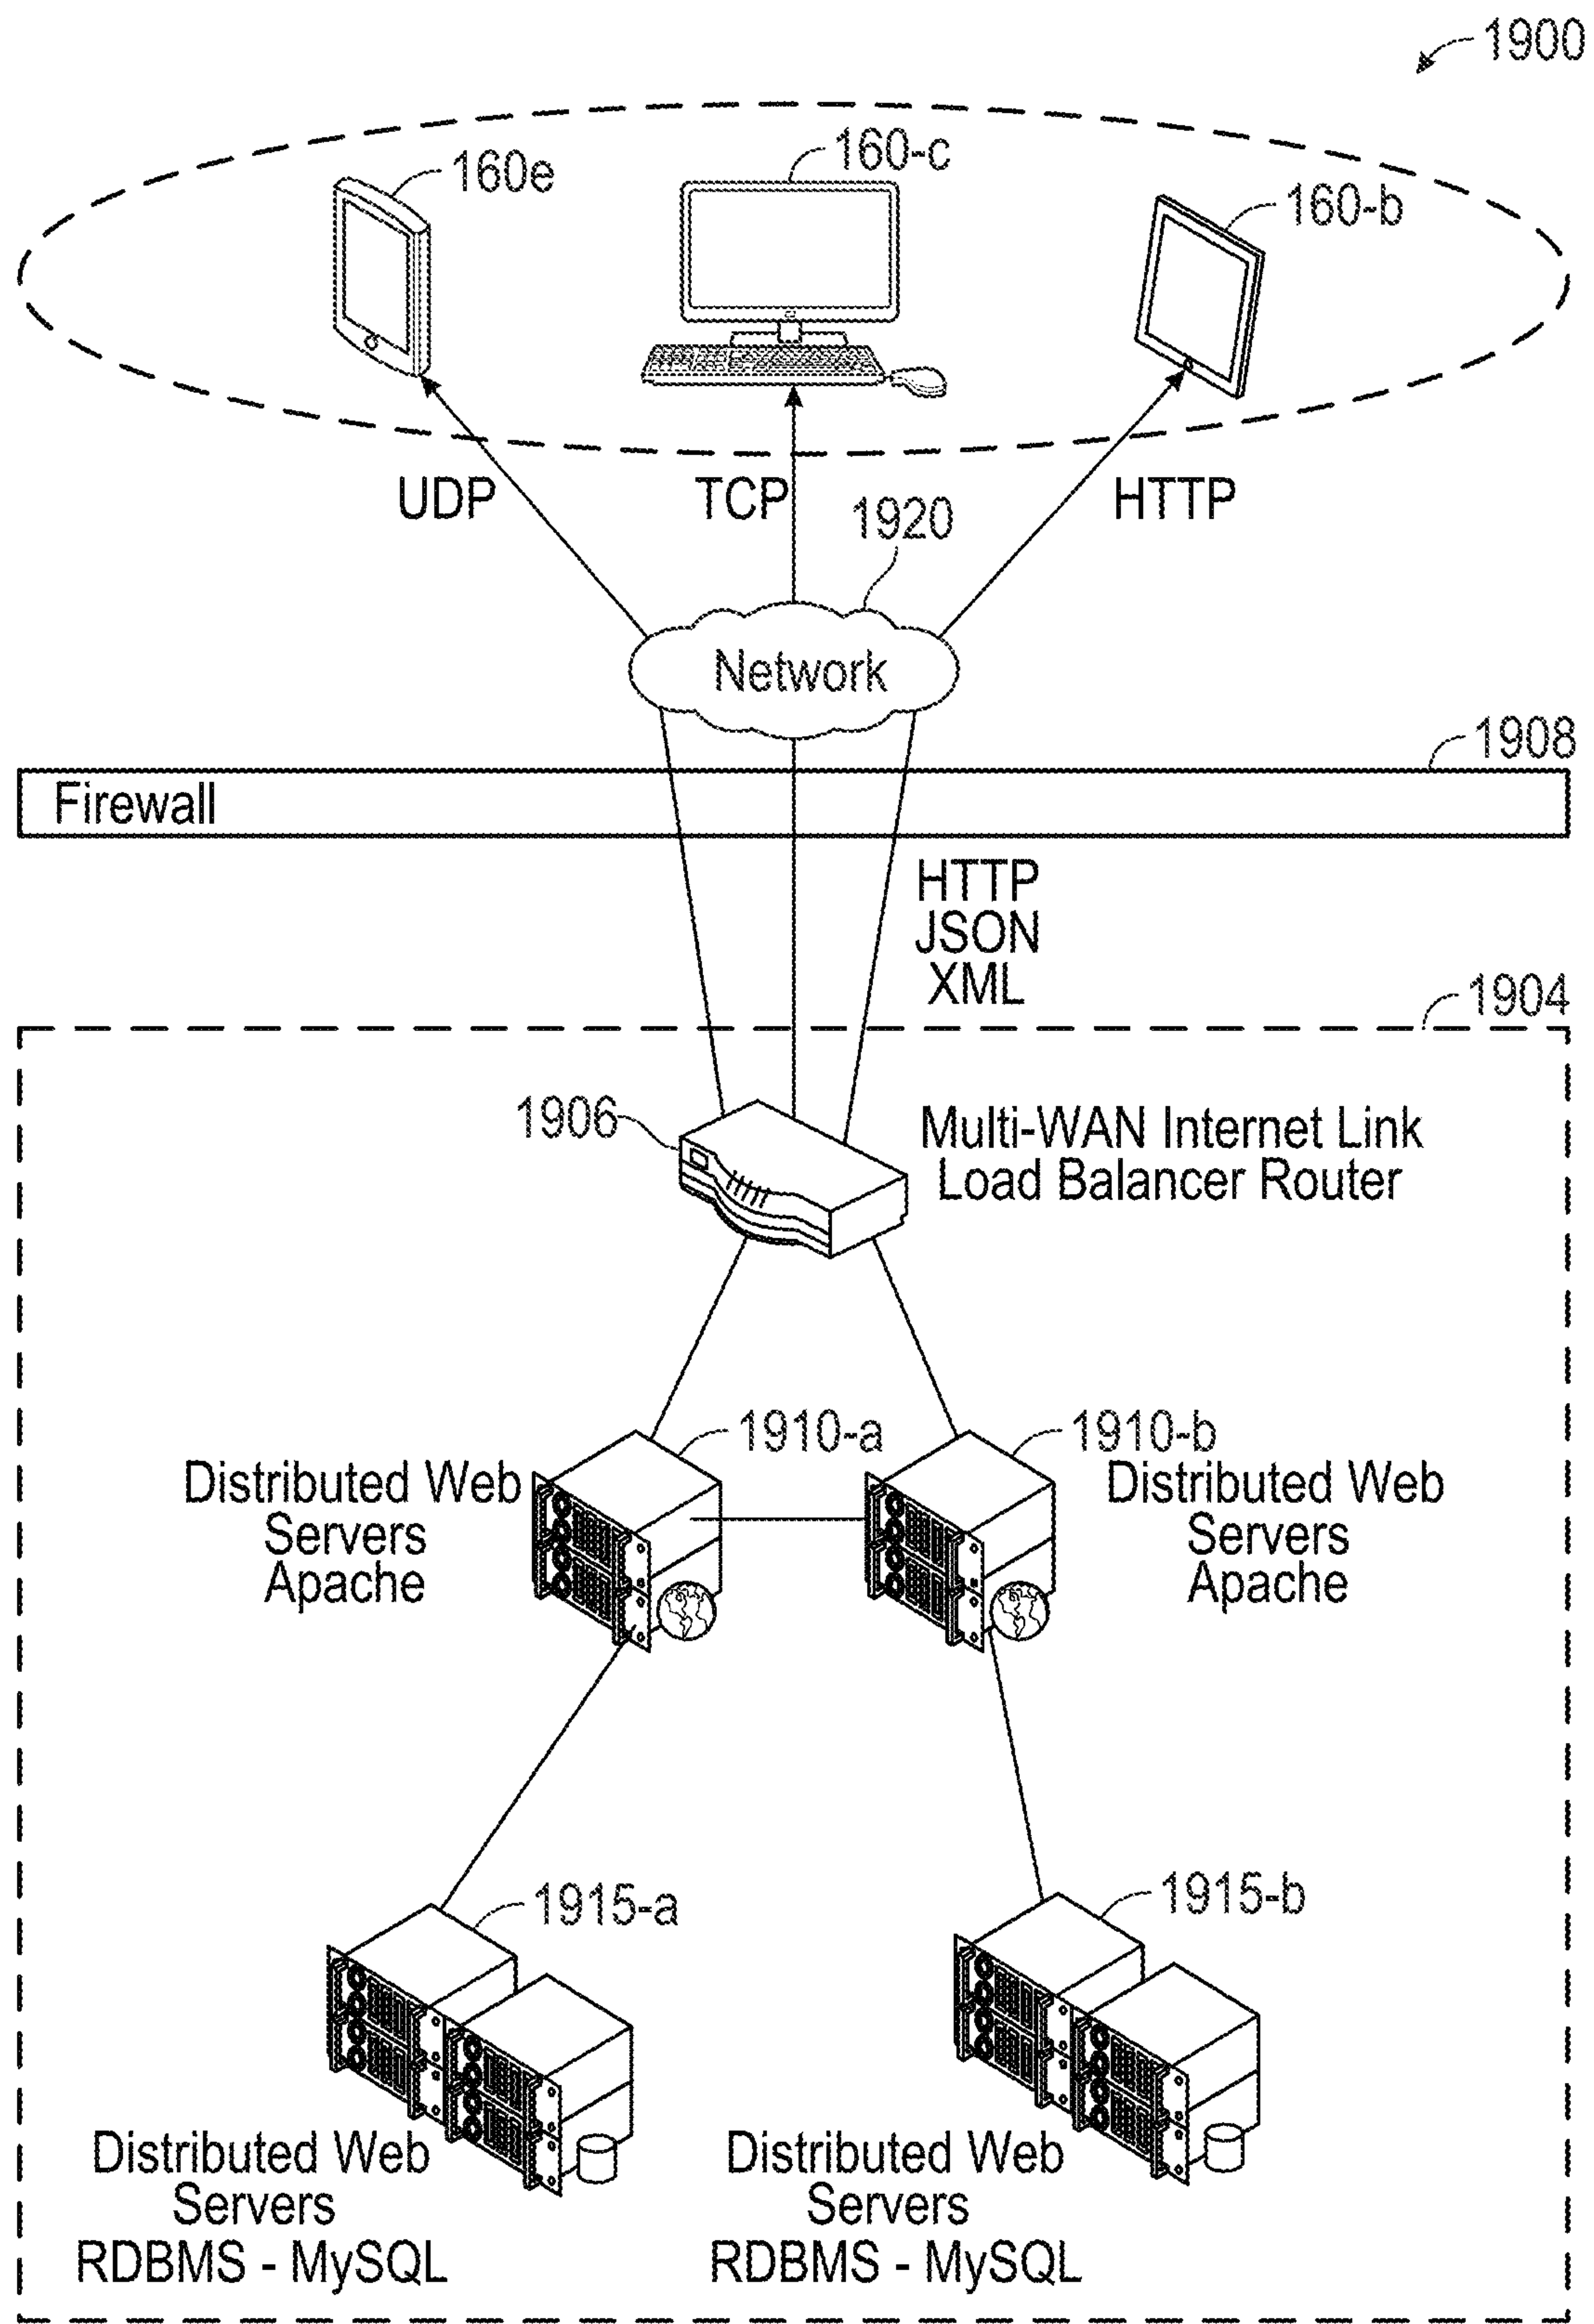 1900
160e
160-c
160-b
UDP
TCP
HTTP
1920
Network
1908
Firewall
HTTP
JSON
XML
1904
1906
Multi-WAN Internet Link
Load Balancer Router
1910-a
1910-b
Distributed Web
Servers
Apache
Distributed Web
Servers
Apache
1915-a
1915-b
Distributed Web
Servers
RDBMS - MySQL
Distributed Web
Servers
RDBMS - MySQL